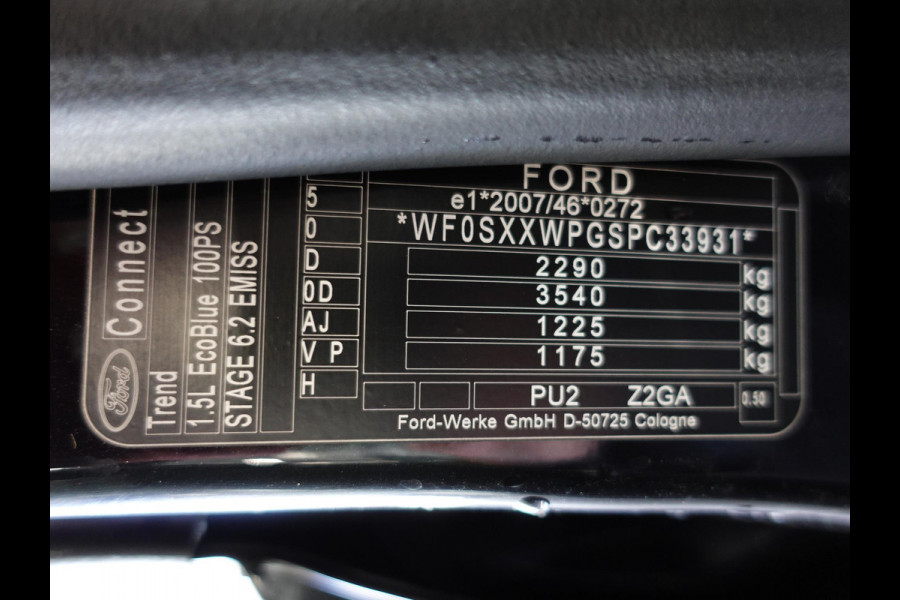 Ford
Connect
Trend
1.5L EcoBlue 100PS
STAGE 6.2 EMISS
5
0
D
0D
AJ
V P
H
FORD
e1*2007/46*0272
*WF0SXXWPGSPC33931*
2290 kg
3540 kg
1225 kg
1175 kg
PU2 Z2GA 0.50
Ford-Werke GmbH D-50725 Cologne